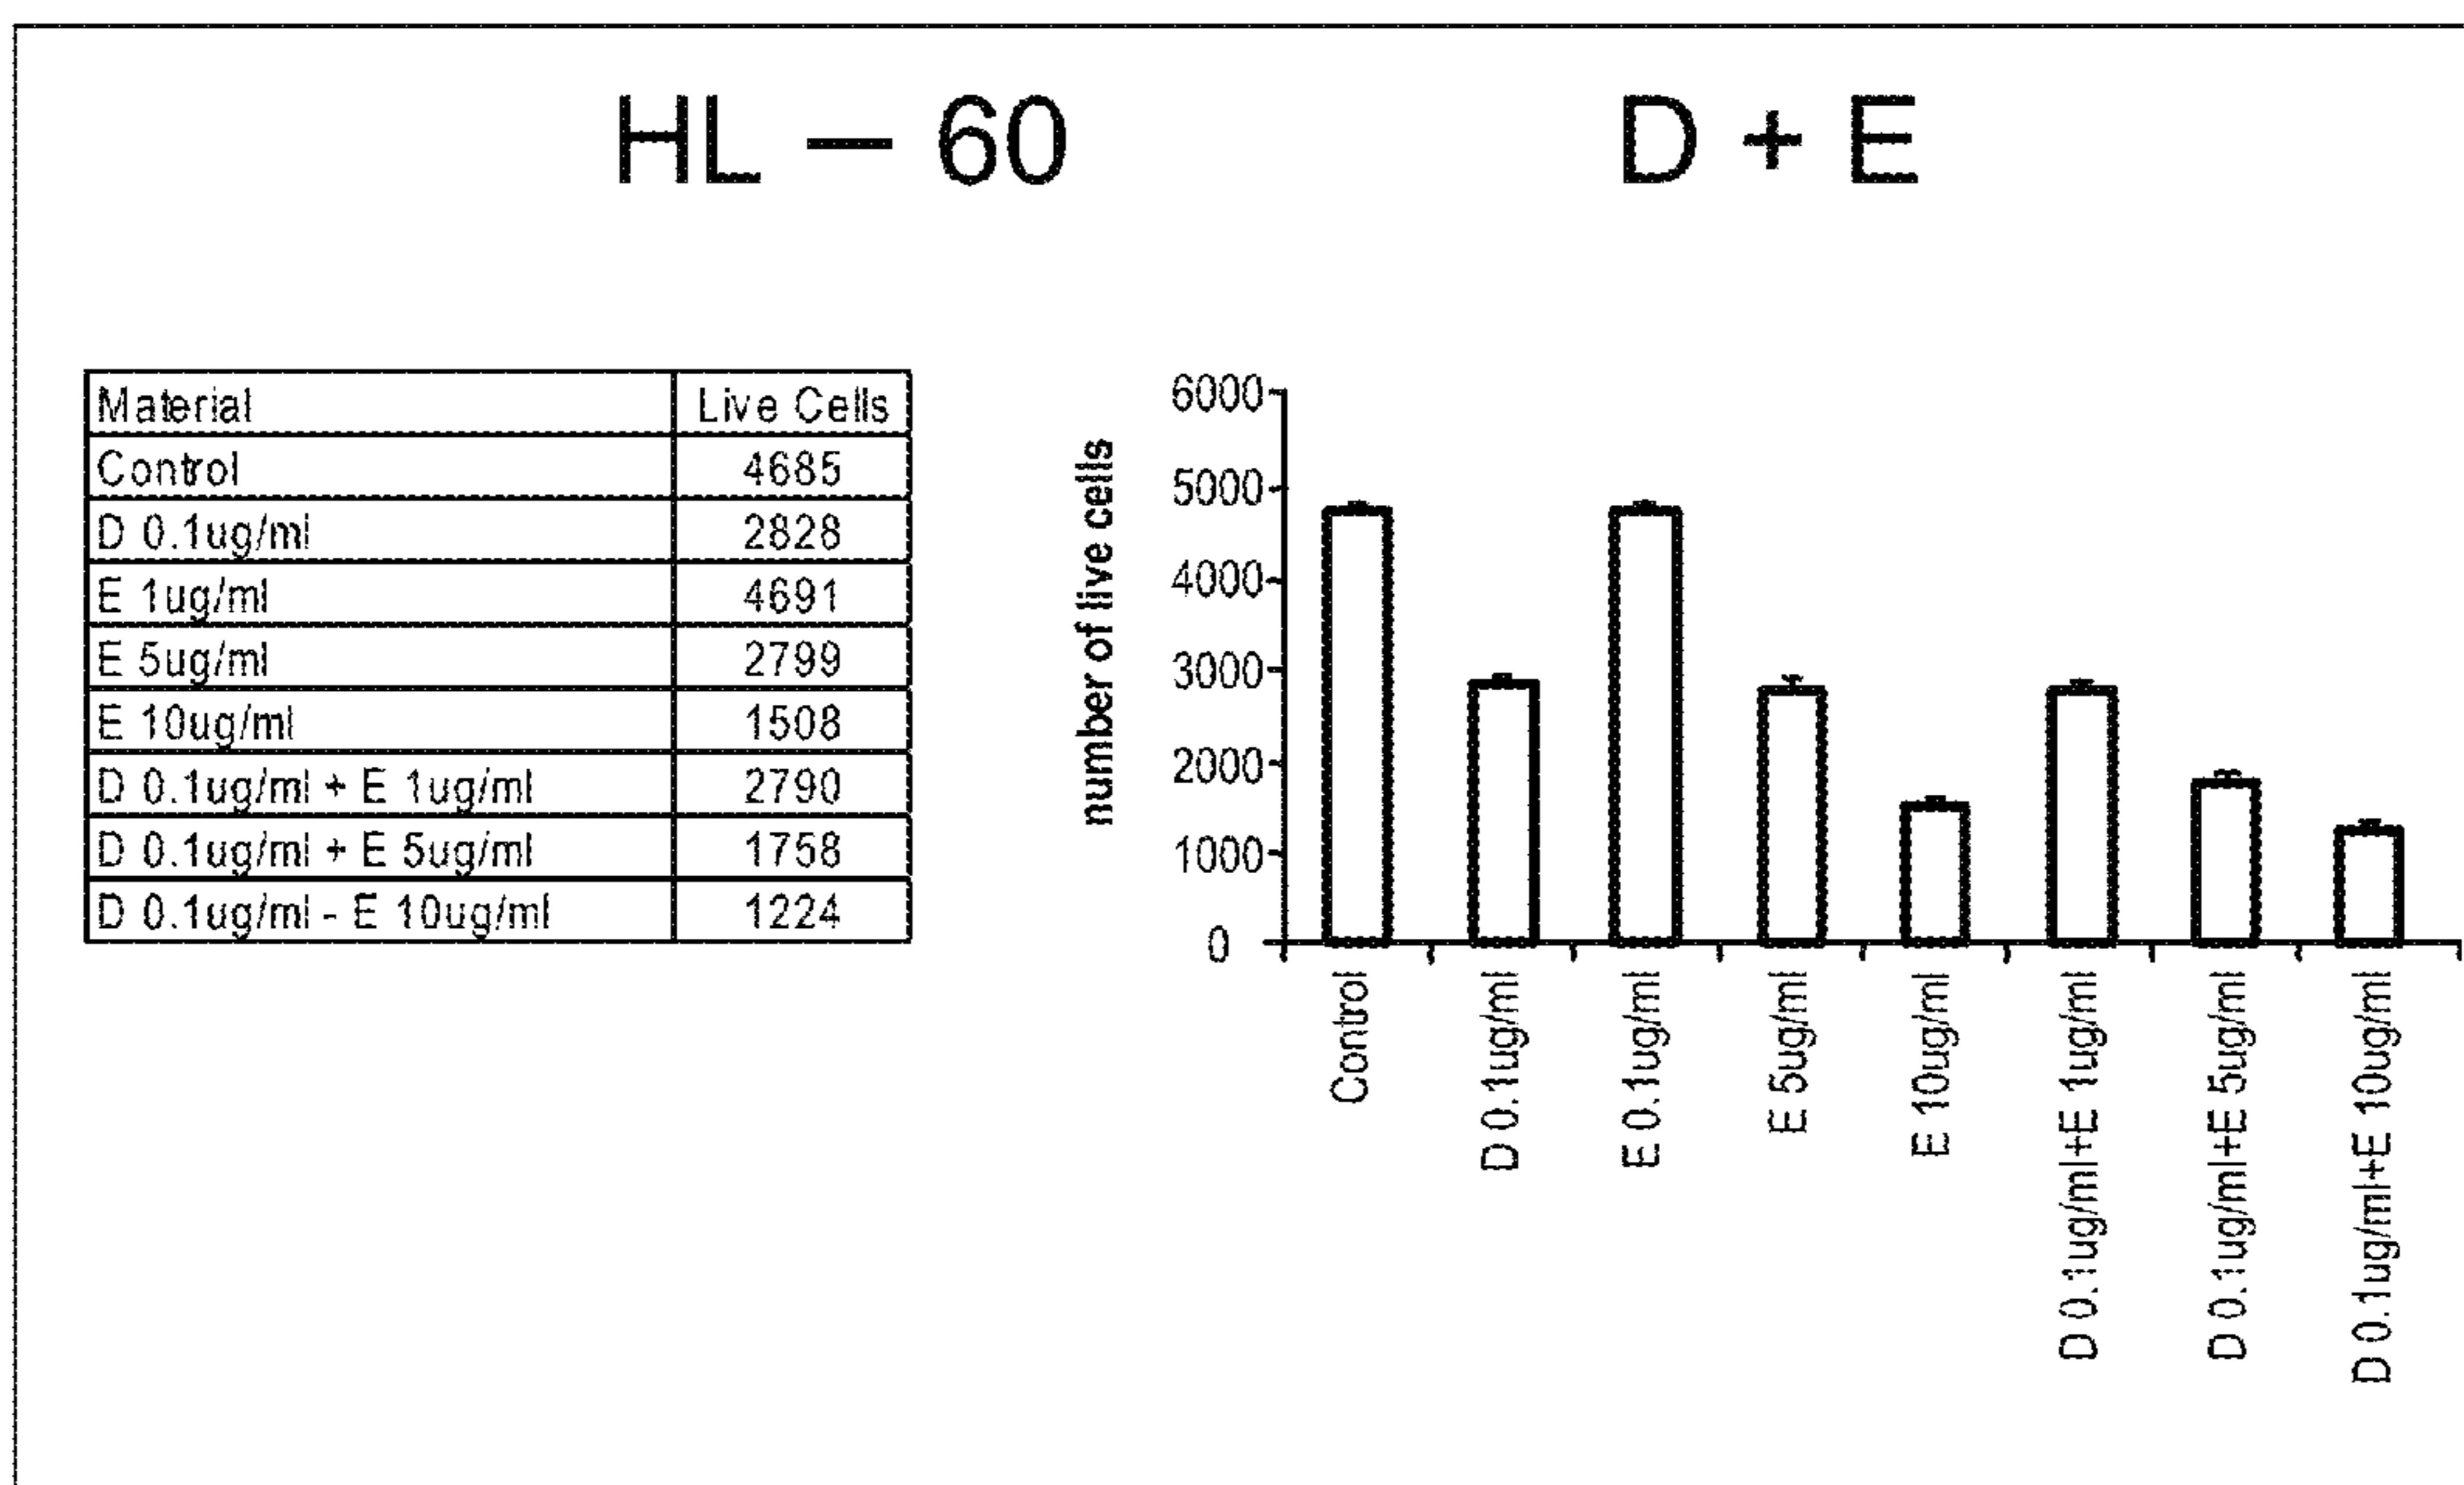 HL – 60 D + E
Material Live Cells
Control 4685
D 0.1ug/ml 2828
E 1ug/ml 4691
E 5ug/ml 2799
E 10ug/ml 1508
D 0.1ug/ml + E 1ug/ml 2790
D 0.1ug/ml + E 5ug/ml 1758
D 0.1ug/ml - E 10ug/ml 1224
number of live cells
6000
5000
4000
3000
2000
1000
0
Control
D 0.1ug/ml
E 0.1ug/ml
E 5ug/ml
E 10ug/ml
D 0.1ug/ml+E 1ug/ml
D 0.1ug/ml+E 5ug/ml
D 0.1ug/ml+E 10ug/ml